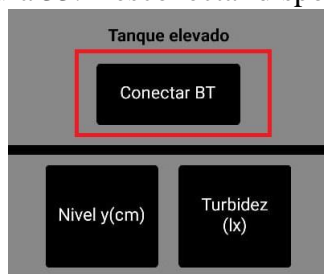 Tanque elevado
Conectar BT
Nivel y(cm)
Turbidez
(lx)